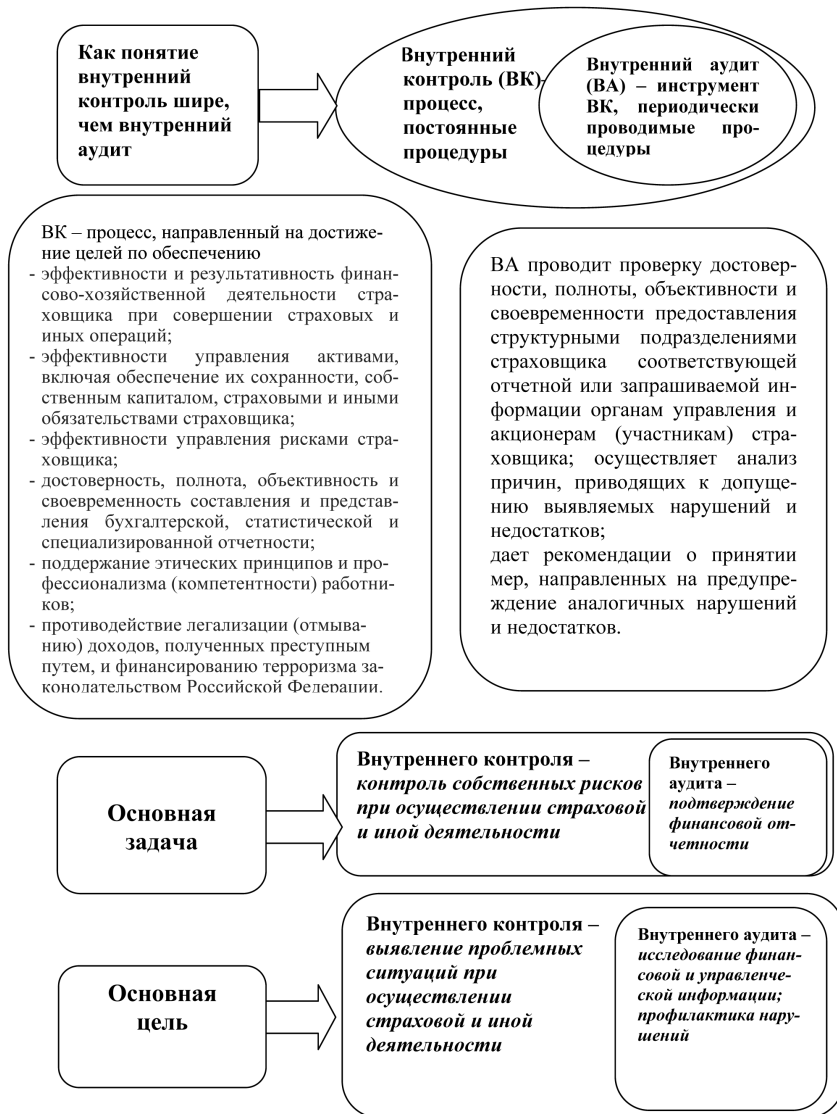 Как понятие
внутренний
контроль шире,
чем внутренний
аудит
Внутренний
контроль (ВК)–
процесс,
постоянные
процедуры
Внутренний аудит
(ВА) – инструмент
ВК, периодически
проводимые про-
цедуры
ВК – процесс, направленный на достиже-
ние целей по обеспечению
- эффективности и результативность финан-
сово-хозяйственной деятельности стра-
ховщика при совершении страховых и
иных операций;
- эффективности управления активами,
включая обеспечение их сохранности, соб-
ственным капиталом, страховыми и иными
обязательствами страховщика;
- эффективности управления рисками стра-
ховщика;
- достоверность, полнота, объективность и
своевременность составления и представ-
ления бухгалтерской, статистической и
специализированной отчетности;
- поддержание этических принципов и про-
фессионализма (компетентности) работни-
ков;
- противодействие легализации (отмыва-
нию) доходов, полученных преступным
путем, и финансированию терроризма за-
конодательством Российской Федерации.
ВА проводит проверку достовер-
ности, полноты, объективности и
своевременности предоставления
структурными подразделениями
страховщика соответствующей
отчетной или запрашиваемой ин-
формации органам управления и
акционерам (участникам) стра-
ховщика; осуществляет анализ
причин, приводящих к допуще-
нию выявляемых нарушений и
недостатков;
дает рекомендации о принятии
мер, направленных на предупре-
ждение аналогичных нарушений
и недостатков.
Основная
задача
Внутреннего контроля –
контроль собственных рисков
при осуществлении страховой
и иной деятельности
Внутреннего
аудита –
подтверждение
финансовой от-
четности
Основная
цель
Внутреннего контроля –
выявление проблемных
ситуаций при
осуществлении
страховой и иной
деятельности
Внутреннего аудита –
исследование финан-
совой и управленче-
ской информации;
профилактика нару-
шений